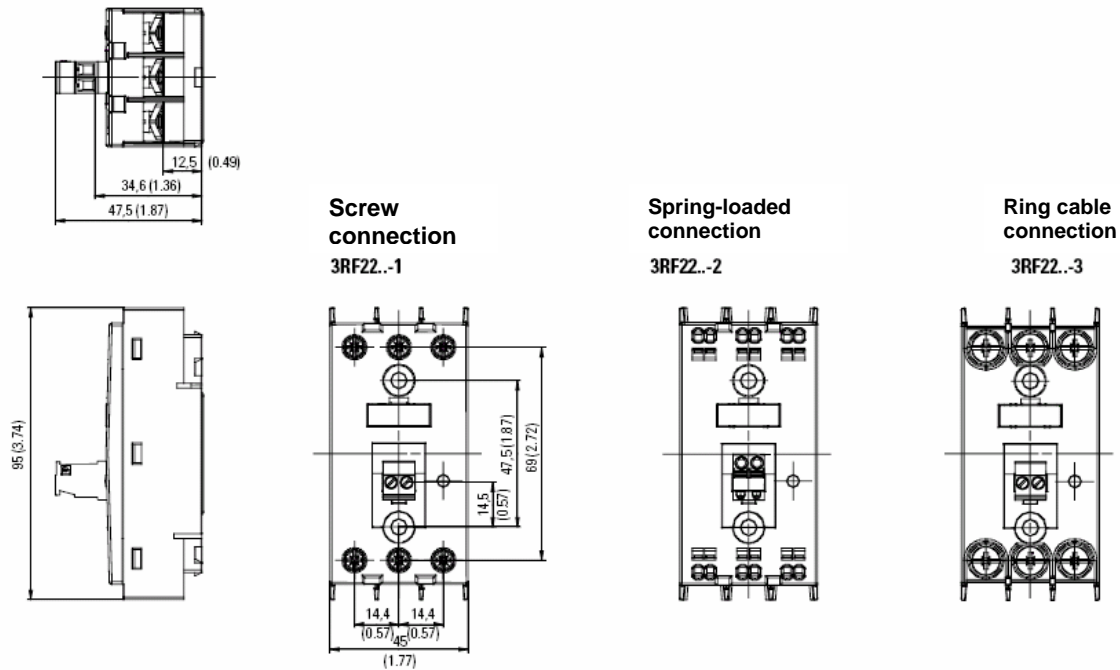 12,5 (0.49)
34,6 (1.36)
47,5 (1.87)
Screw
connection
3RF22..-1
Spring-loaded
connection
3RF22..-2
Ring cable
connection
3RF22..-3
95 (3.74)
47,5 (1.87)
69 (2.72)
14,5
(0.57)
14,4
(0.57)
14,4
(0.57)
45
(1.77)